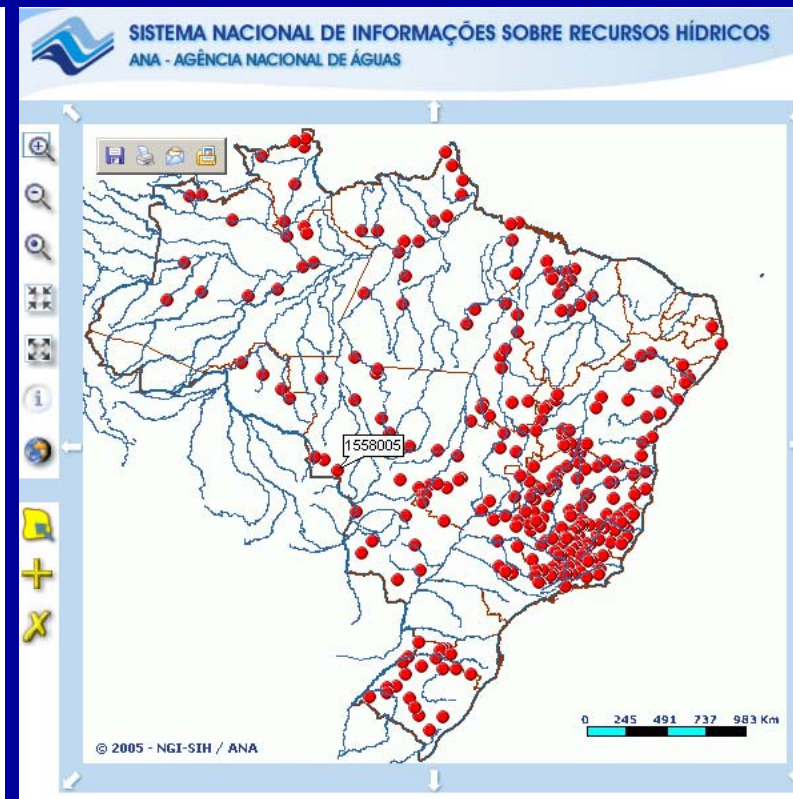 SISTEMA NACIONAL DE INFORMAÇÕES SOBRE RECURSOS HÍDRICOS
ANA - AGÊNCIA NACIONAL DE ÁGUAS
1558005
0 245 491 737 983 Km
© 2005 - NGI-SIH / ANA